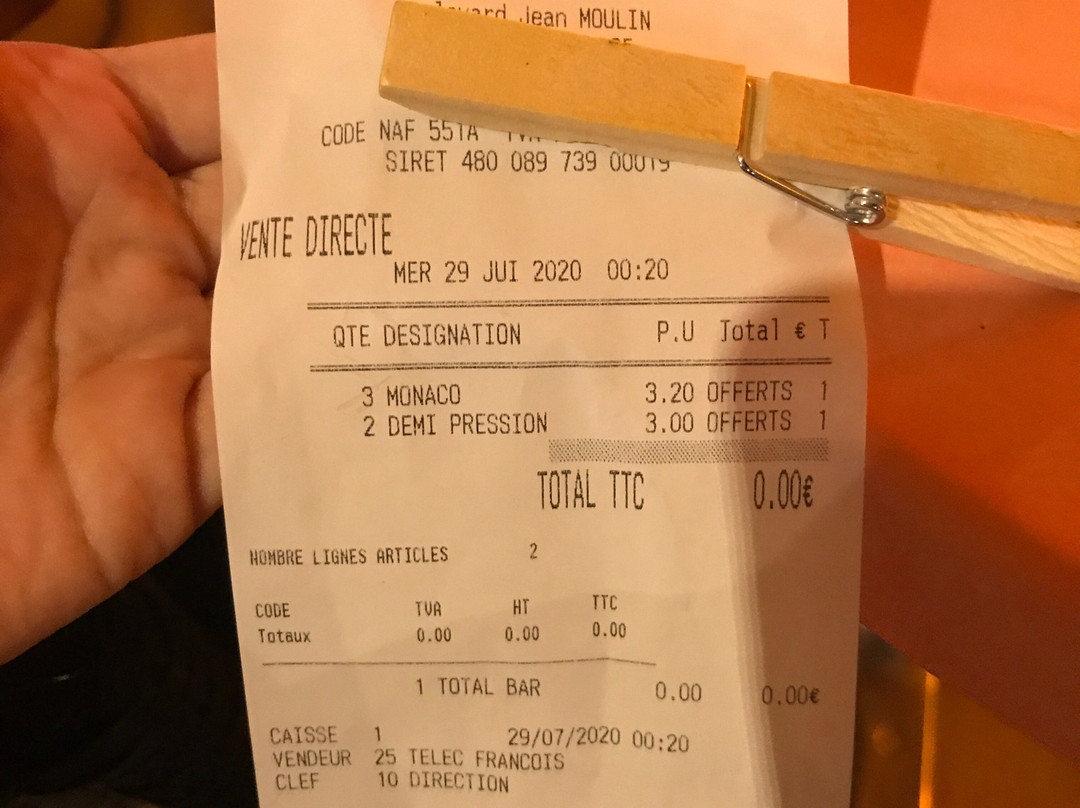 Jean MOULIN
CODE NAF 551A
SIRET 480 089 739 00019
VENTE DIRECTE
MER 29 JUI 2020 00:20
QTE DESIGNATION P.U Total € T
3 MONACO 3.20 OFFERTS 1
2 DEMI PRESSION 3.00 OFFERTS 1
TOTAL TTC 0.00€
NOMBRE LIGNES ARTICLES 2
CODE TVA HT TTC
Totaux 0.00 0.00 0.00
1 TOTAL BAR 0.00 0.00€
CAISSE 1 29/07/2020 00:20
VENDEUR 25 TELEC FRANCOIS
CLEF 10 DIRECTION